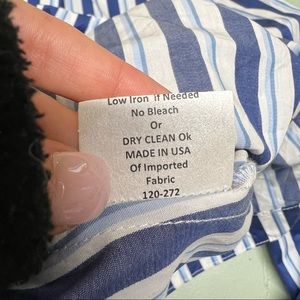 Low Iron if Needed
No Bleach
Or
DRY CLEAN Ok
MADE IN USA
Of Imported
Fabric
120-272